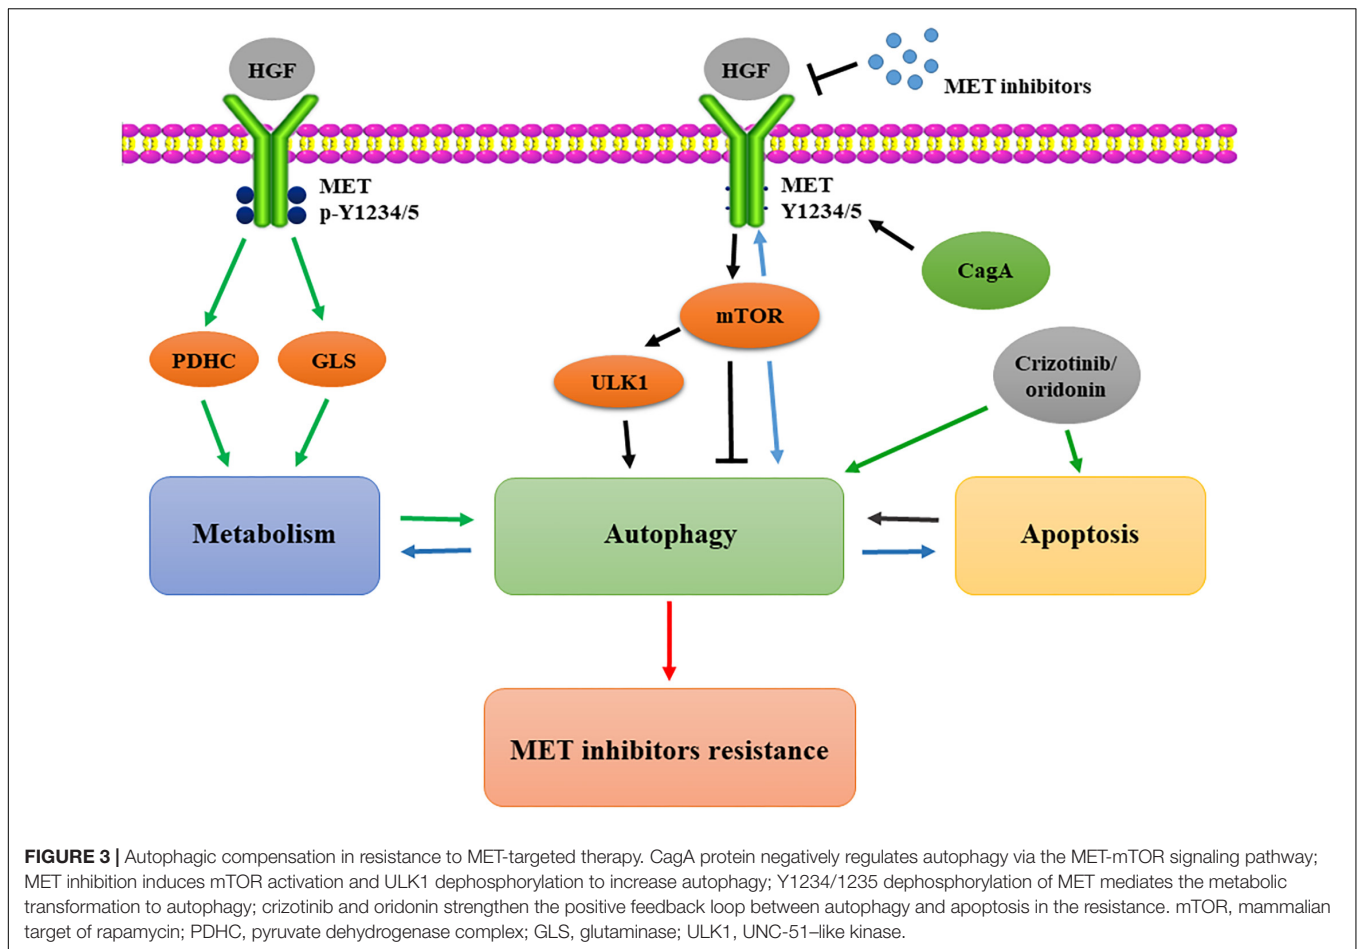 HGF
HGF
MET inhibitors
MET
p-Y1234/5
MET
Y1234/5
CagA
mTOR
PDHC
GLS
ULK1
Crizotinib/
oridonin
Metabolism
Autophagy
Apoptosis
MET inhibitors resistance
FIGURE 3 | Autophagic compensation in resistance to MET-targeted therapy. CagA protein negatively regulates autophagy via the MET-mTOR signaling pathway;
MET inhibition induces mTOR activation and ULK1 dephosphorylation to increase autophagy; Y1234/1235 dephosphorylation of MET mediates the metabolic
transformation to autophagy; crizotinib and oridonin strengthen the positive feedback loop between autophagy and apoptosis in the resistance. mTOR, mammalian
target of rapamycin; PDHC, pyruvate dehydrogenase complex; GLS, glutaminase; ULK1, UNC-51–like kinase.